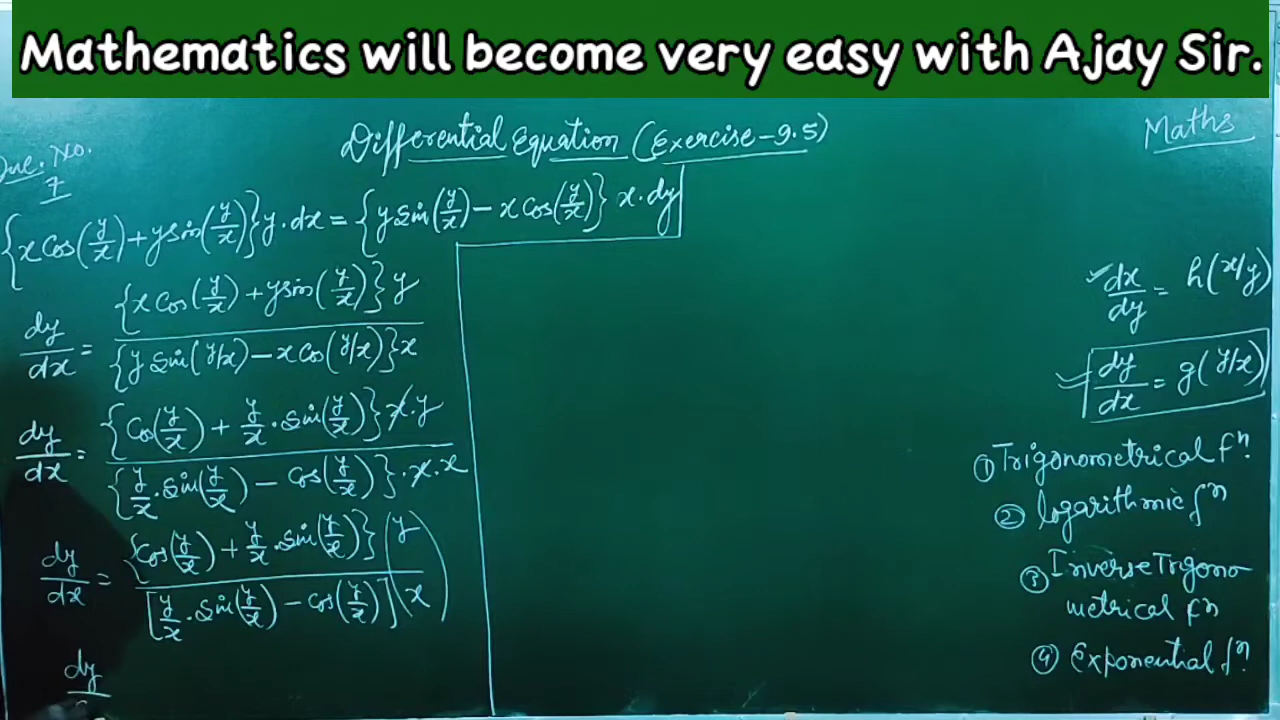 Mathematics will become very easy with Ajay Sir.
Differential Equation (Exercise-9.5)
Maths
Que. No.
7
{x Cos(y/x) + y sin(y/x)} y.dx = {y Sin(y/x) - x Cos(y/x)} x.dy
dy/dx = {x Cos(y/x) + y sin(y/x)} y / {y Sin(y/x) - x Cos(y/x)} x
dy/dx = {Cos(y/x) + y/x . Sin(y/x)} x.y / {y/x . Sin(y/x) - Cos(y/x)} . x.x
dy/dx = {Cos(y/x) + y/x . Sin(y/x)} (y / [y/x . Sin(y/x) - Cos(y/x)] (x)
dy
✓ dx/dy = h(x/y)
✓ dy/dx = g(y/x)
① Trigonometrical fⁿ.
② logarithmic fⁿ
③ Inverse Trigono
metrical fn
④ Exponential fⁿ.